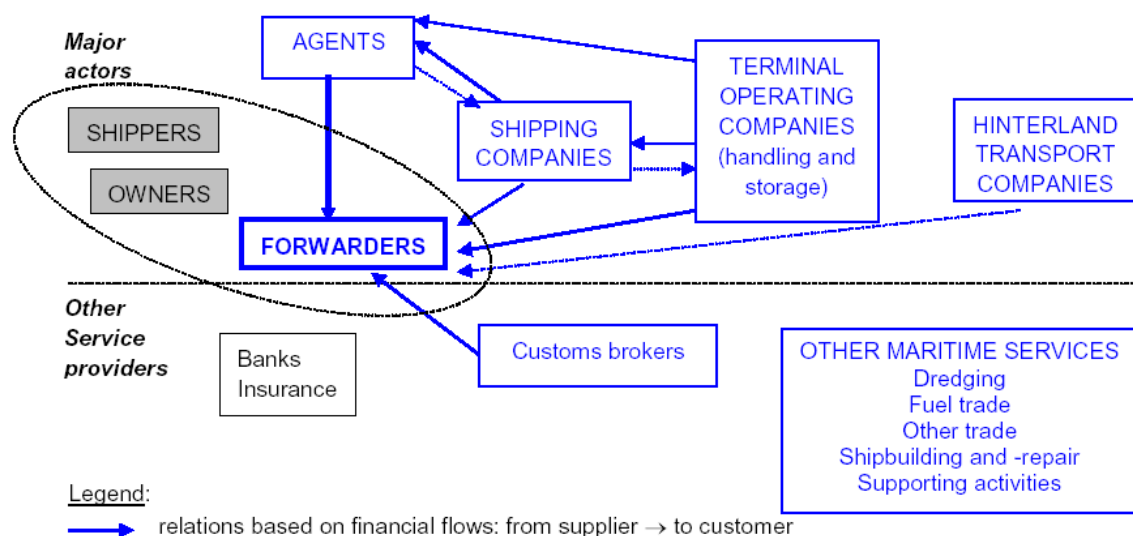 Major
actors
AGENTS
SHIPPERS
OWNERS
SHIPPING
COMPANIES
TERMINAL
OPERATING
COMPANIES
(handling and
storage)
HINTERLAND
TRANSPORT
COMPANIES
FORWARDERS
Other
Service
providers
Banks
Insurance
Customs brokers
OTHER MARITIME SERVICES
Dredging
Fuel trade
Other trade
Shipbuilding and -repair
Supporting activities
Legend:
relations based on financial flows: from supplier → to customer